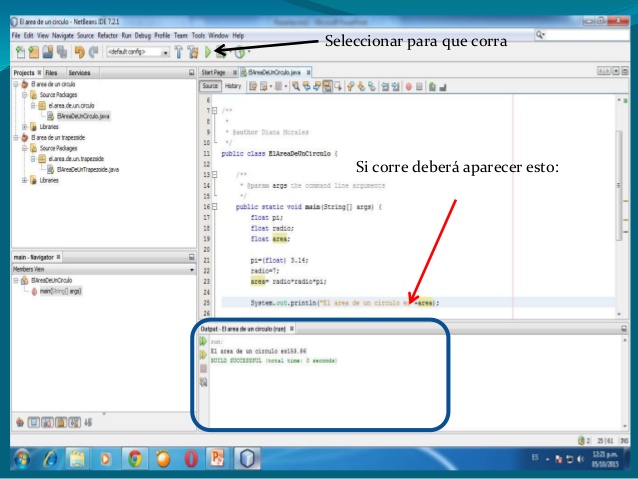 El area de un circulo - NetBeans IDE 7.2.1
File Edit View Navigate Source Refactor Run Debug Profile Team Tools Window Help
<default config>
Seleccionar para que corra
Projects Files Services
El area de un circulo
Source Packages
el.area.de.un.circulo
ElAreaDeUnCirculo.java
Libraries
El area de un trapezoide
Source Packages
el.area.de.un.trapezoide
ElAreaDeUnTrapezoide.java
Libraries
main - Navigator
Members View
ElAreaDeUnCirculo
main(String[] args)
Start Page ElAreaDeUnCirculo.java
Source History
6
7 /**
8 *
9 * @author Diana Morales
10 */
11 public class ElAreaDeUnCirculo {
12
Si corre deberá aparecer esto:
13 /**
14 * @param args the command line arguments
15 */
16 public static void main(String[] args) {
17 float pi;
18 float radio;
19 float area;
20
21 pi=(float) 3.14;
22 radio=7;
23 area= radio*radio*pi;
24
25 System.out.println("El area de un circulo es"+area);
26
Output - El area de un circulo (run)
run:
El area de un circulo es153.86
BUILD SUCCESSFUL (total time: 0 seconds)
2 25|61 INS
ES
12:21 p.m.
05/10/2015